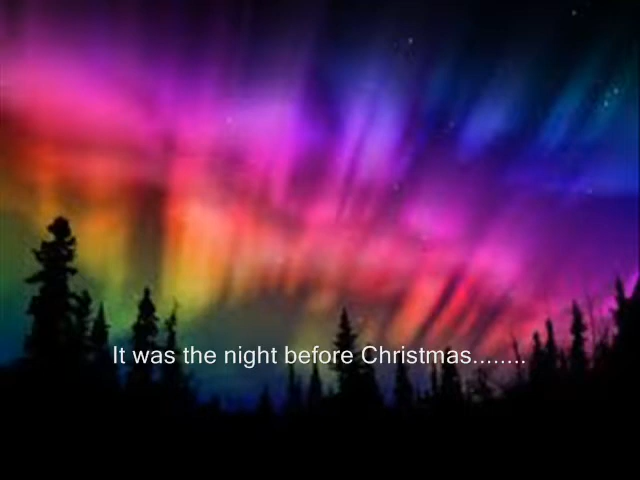 It was the night before Christmas........